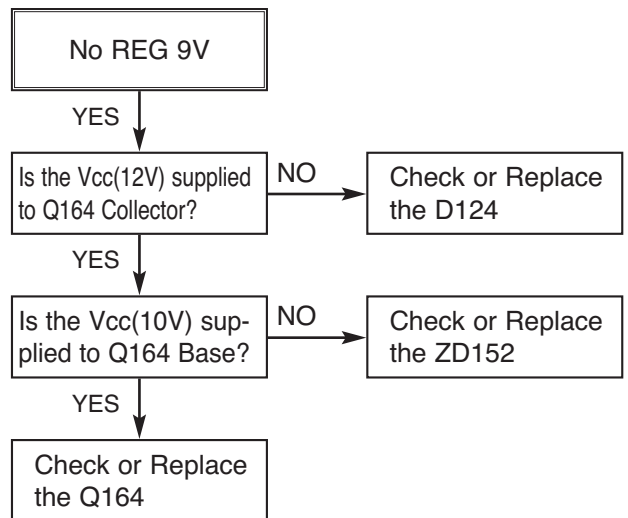 No REG 9V
YES
Is the Vcc(12V) supplied
to Q164 Collector?
NO
Check or Replace
the D124
YES
Is the Vcc(10V) sup-
plied to Q164 Base?
NO
Check or Replace
the ZD152
YES
Check or Replace
the Q164